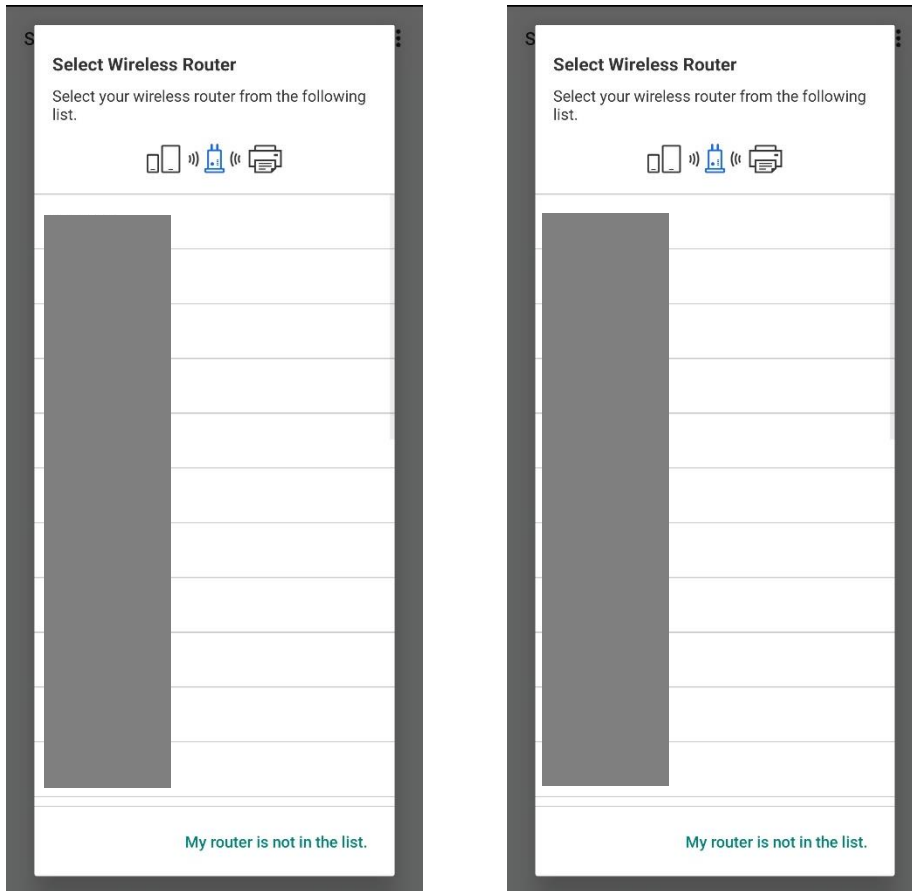 S
Select Wireless Router
Select your wireless router from the following
list.
My router is not in the list.
S
Select Wireless Router
Select your wireless router from the following
list.
My router is not in the list.